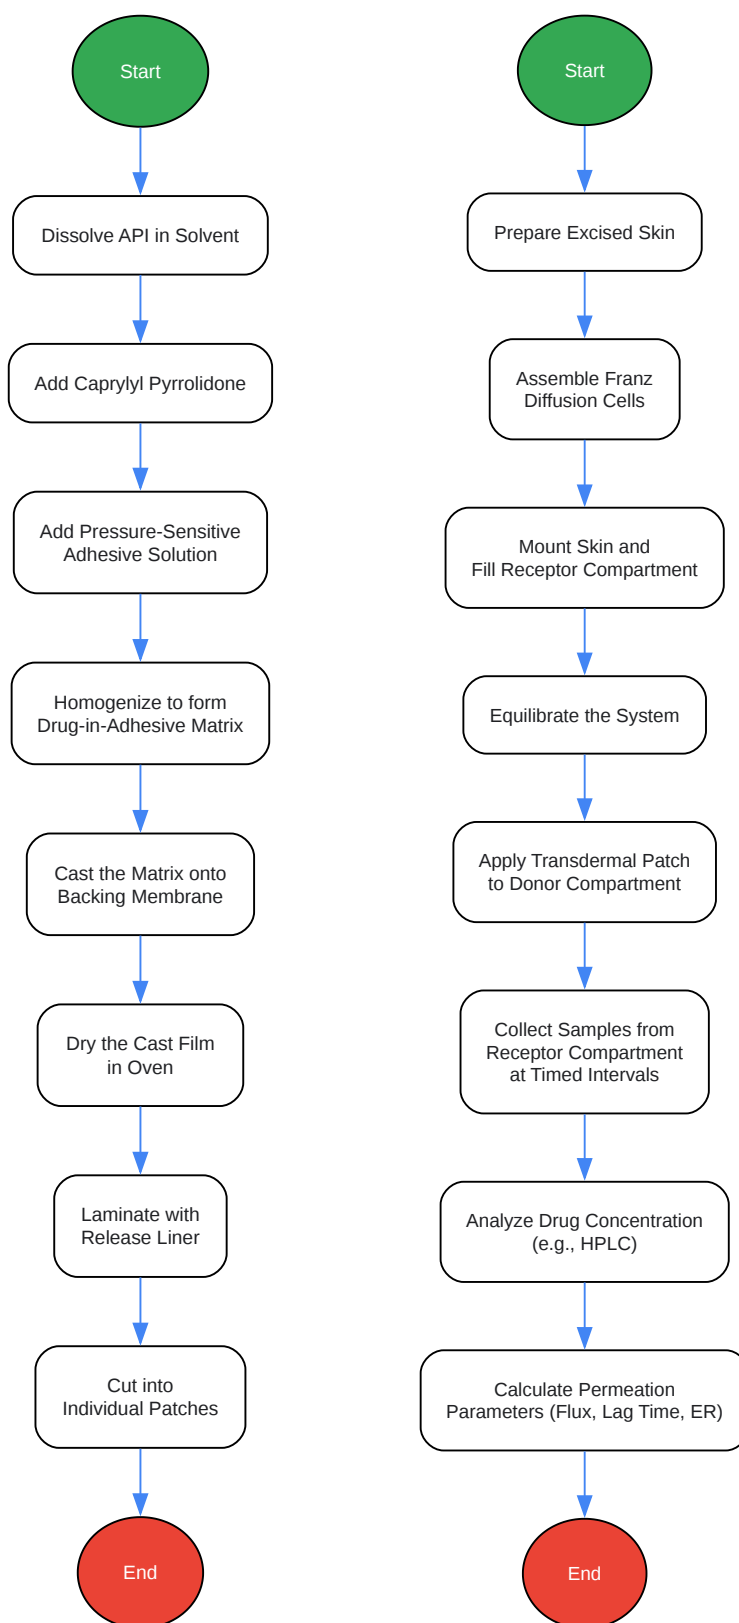 Start
Dissolve API in Solvent
Add Caprylyl Pyrrolidone
Add Pressure-Sensitive
Adhesive Solution
Homogenize to form
Drug-in-Adhesive Matrix
Cast the Matrix onto
Backing Membrane
Dry the Cast Film
in Oven
Laminate with
Release Liner
Cut into
Individual Patches
End
Start
Prepare Excised Skin
Assemble Franz
Diffusion Cells
Mount Skin and
Fill Receptor Compartment
Equilibrate the System
Apply Transdermal Patch
to Donor Compartment
Collect Samples from
Receptor Compartment
at Timed Intervals
Analyze Drug Concentration
(e.g., HPLC)
Calculate Permeation
Parameters (Flux, Lag Time, ER)
End